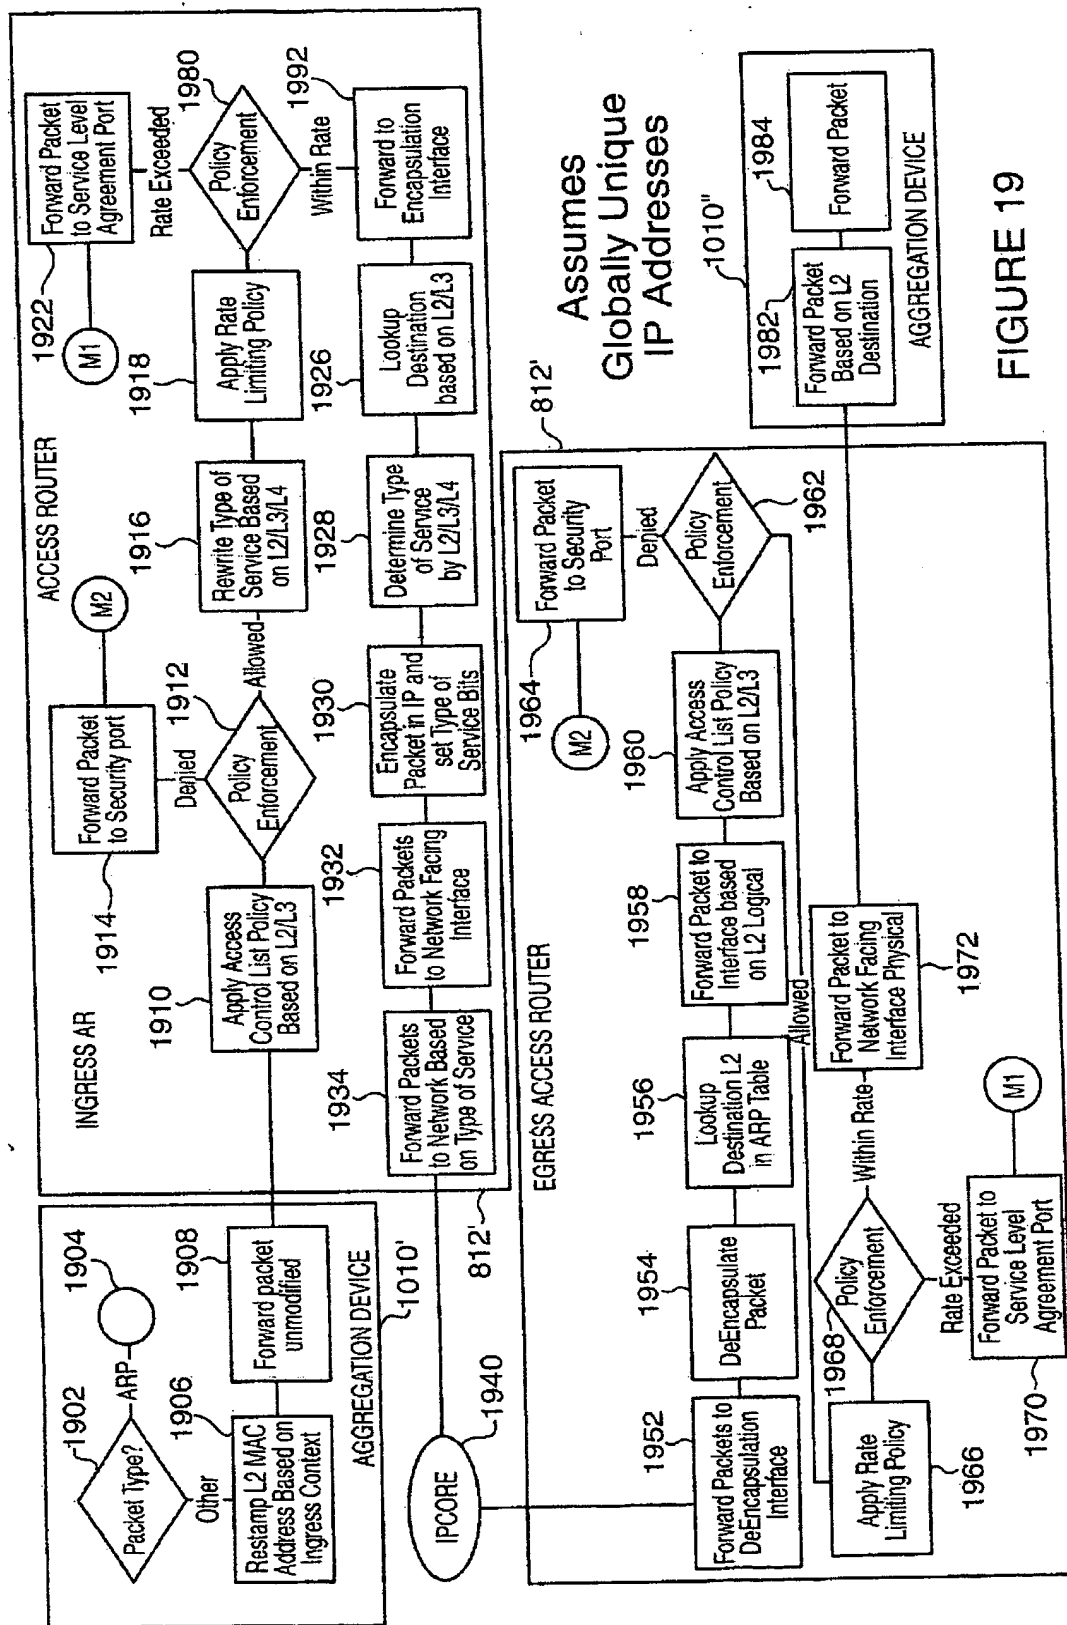 1902
Packet Type?
ARP
1904
Other
1906
Restamp L2 MAC
Address Based on
Ingress Context
1908
Forward packet
unmodified
AGGREGATION DEVICE
1010'
INGRESS AR
ACCESS ROUTER
1910
Apply Access
Control List Policy
Based on L2/L3
1912
Policy
Enforcement
Denied
1914
Forward Packet
to Security port
M2
Allowed
1916
Rewrite Type of
Service Based
on L2/L3/L4
1918
Apply Rate
Limiting Policy
1980
Policy
Enforcement
Rate Exceeded
1922
Forward Packet
to Service Level
Agreement Port
M1
Within Rate
1992
Forward to
Encapsulation
Interface
1926
Lookup
Destination
based on L2/L3
1928
Determine Type
of Service
by L2/L3/L4
1930
Encapsulate
Packet in IP and
set Type of
Service Bits
1932
Forward Packets
to Network Facing
Interface
1934
Forward Packets
to Network Based
on Type of Service
812'
1940
IPCORE
EGRESS ACCESS ROUTER
812'
1952
Forward Packets to
DeEncapsulation
Interface
1954
DeEncapsulate
Packet
1956
Lookup
Destination L2
in ARP Table
1958
Forward Packet to
Interface based
on L2 Logical
1960
Apply Access
Control List Policy
Based on L2/L3
1962
Policy
Enforcement
Denied
1964
Forward Packet
to Security
Port
M2
Allowed
1966
Apply Rate
Limiting Policy
1968
Policy
Enforcement
Rate Exceeded
1970
Forward Packet to
Service Level
Agreement Port
M1
Within Rate
1972
Forward Packet to
Network Facing
Interface Physical
1010"
1982
Forward Packet
Based on L2
Destination
1984
Forward Packet
AGGREGATION DEVICE
Assumes
Globally Unique
IP Addresses
FIGURE 19